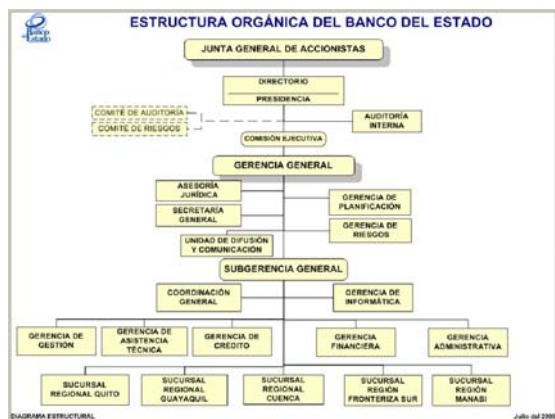 Banco
del Estado
ESTRUCTURA ORGÁNICA DEL BANCO DEL ESTADO
JUNTA GENERAL DE ACCIONISTAS
DIRECTORIO
PRESIDENCIA
COMITÉ DE AUDITORÍA
COMITÉ DE RIESGOS
AUDITORÍA
INTERNA
COMISIÓN EJECUTIVA
GERENCIA GENERAL
ASESORÍA
JURÍDICA
GERENCIA DE
PLANIFICACIÓN
SECRETARÍA
GENERAL
GERENCIA DE
RIESGOS
UNIDAD DE DIFUSIÓN
Y COMUNICACIÓN
SUBGERENCIA GENERAL
COORDINACIÓN
GENERAL
GERENCIA DE
INFORMÁTICA
GERENCIA DE
GESTIÓN
GERENCIA DE
ASISTENCIA
TÉCNICA
GERENCIA DE
CRÉDITO
GERENCIA
FINANCIERA
GERENCIA
ADMINISTRATIVA
SUCURSAL
REGIONAL QUITO
SUCURSAL
REGIONAL
GUAYAQUIL
SUCURSAL
REGIONAL
CUENCA
SUCURSAL
REGIÓN
FRONTERIZA SUR
SUCURSAL
REGIÓN
MANABI
DIAGRAMA ESTRUCTURAL
Julio del